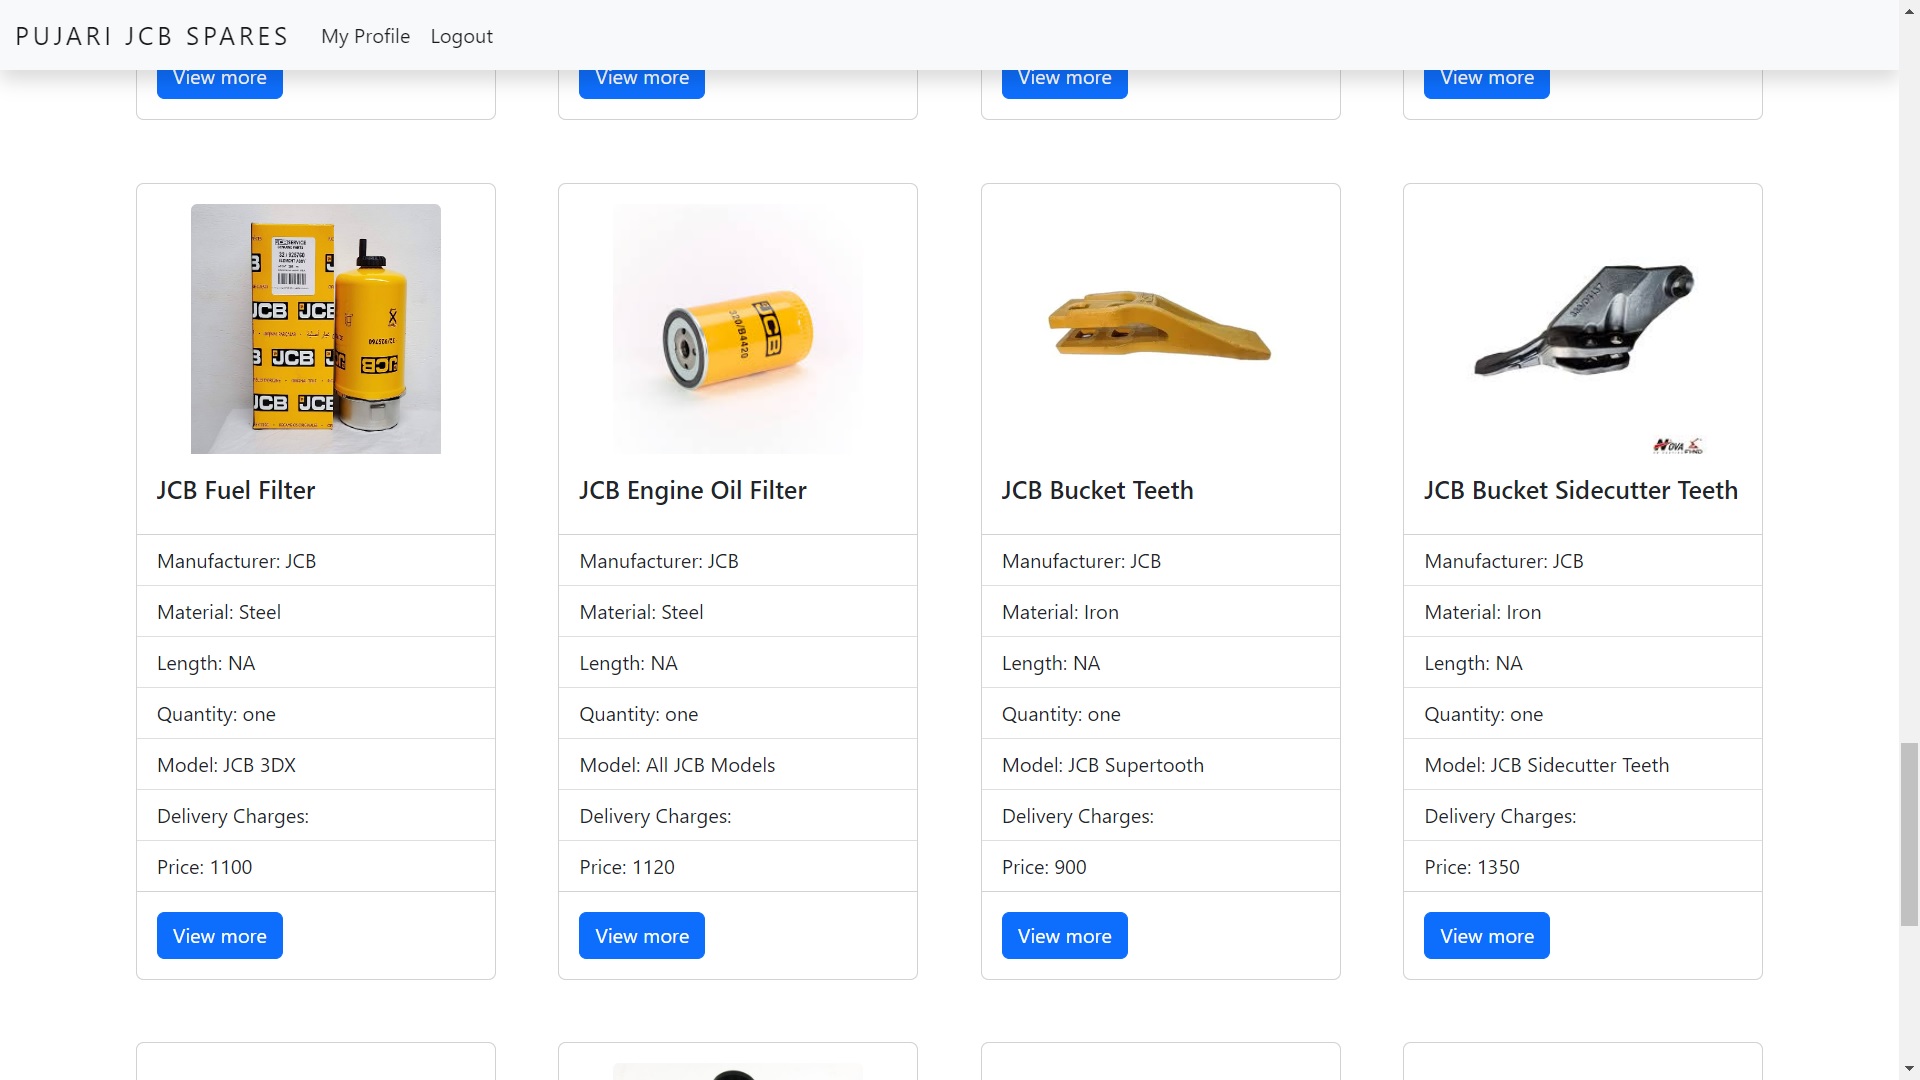 PUJARI JCB SPARES
My Profile
Logout
View more
View more
View more
View more
JCB
JCB
JCB
JCB
JCB
32/925760
JCB
320/B4420
JCB
NOVA
JCB Fuel Filter
JCB Engine Oil Filter
JCB Bucket Teeth
JCB Bucket Sidecutter Teeth
Manufacturer: JCB
Manufacturer: JCB
Manufacturer: JCB
Manufacturer: JCB
Material: Steel
Material: Steel
Material: Iron
Material: Iron
Length: NA
Length: NA
Length: NA
Length: NA
Quantity: one
Quantity: one
Quantity: one
Quantity: one
Model: JCB 3DX
Model: All JCB Models
Model: JCB Supertooth
Model: JCB Sidecutter Teeth
Delivery Charges:
Delivery Charges:
Delivery Charges:
Delivery Charges:
Price: 1100
Price: 1120
Price: 900
Price: 1350
View more
View more
View more
View more